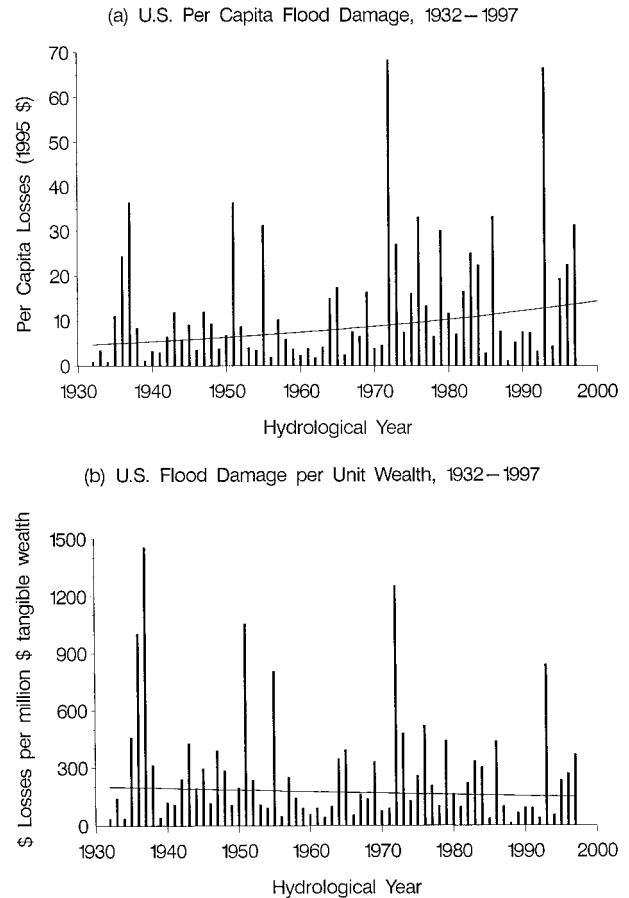 (a) U.S. Per Capita Flood Damage, 1932–1997
Per Capita Losses (1995 $)
70
60
50
40
30
20
10
0
1930 1940 1950 1960 1970 1980 1990 2000
Hydrological Year
(b) U.S. Flood Damage per Unit Wealth, 1932–1997
$ Losses per million $ tangible wealth
1500
1200
900
600
300
0
1930 1940 1950 1960 1970 1980 1990 2000
Hydrological Year